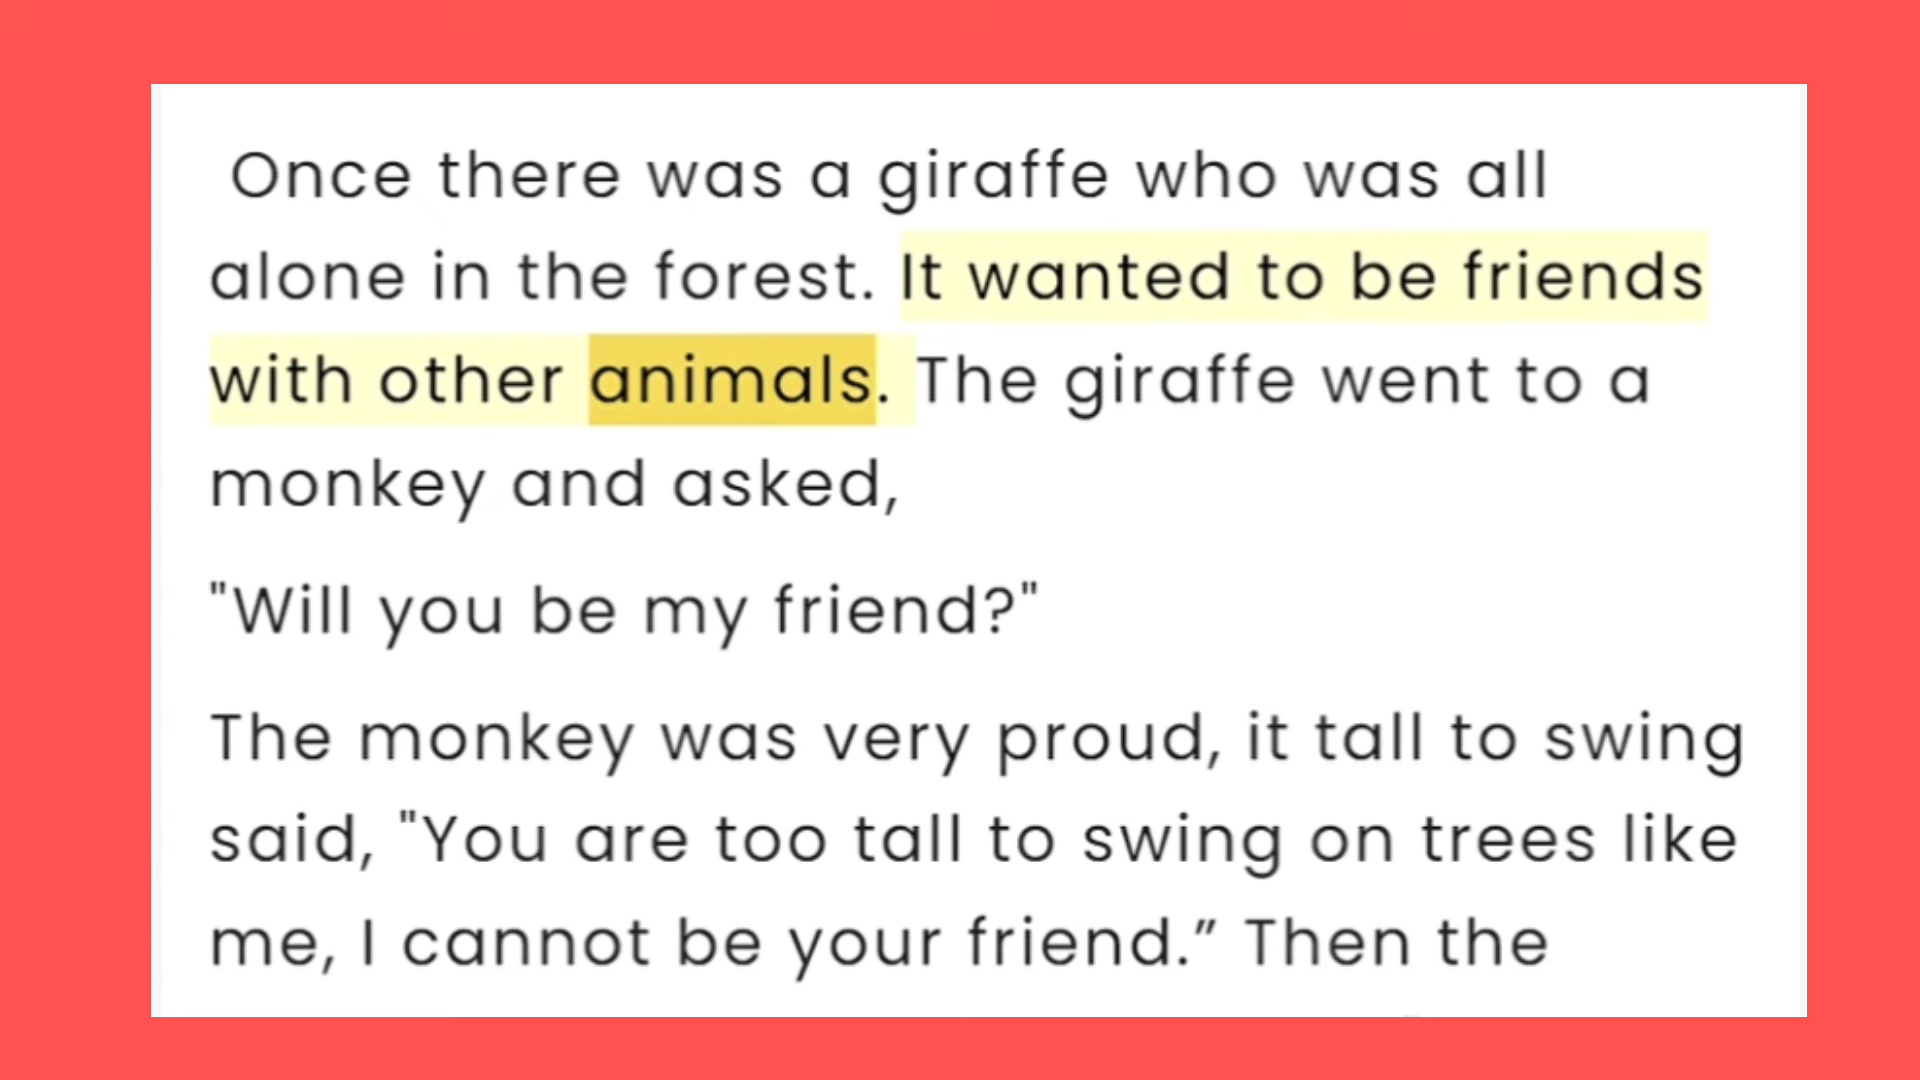 Once there was a giraffe who was all
alone in the forest. It wanted to be friends
with other animals. The giraffe went to a
monkey and asked,
"Will you be my friend?"
The monkey was very proud, it tall to swing
said, "You are too tall to swing on trees like
me, I cannot be your friend.” Then the